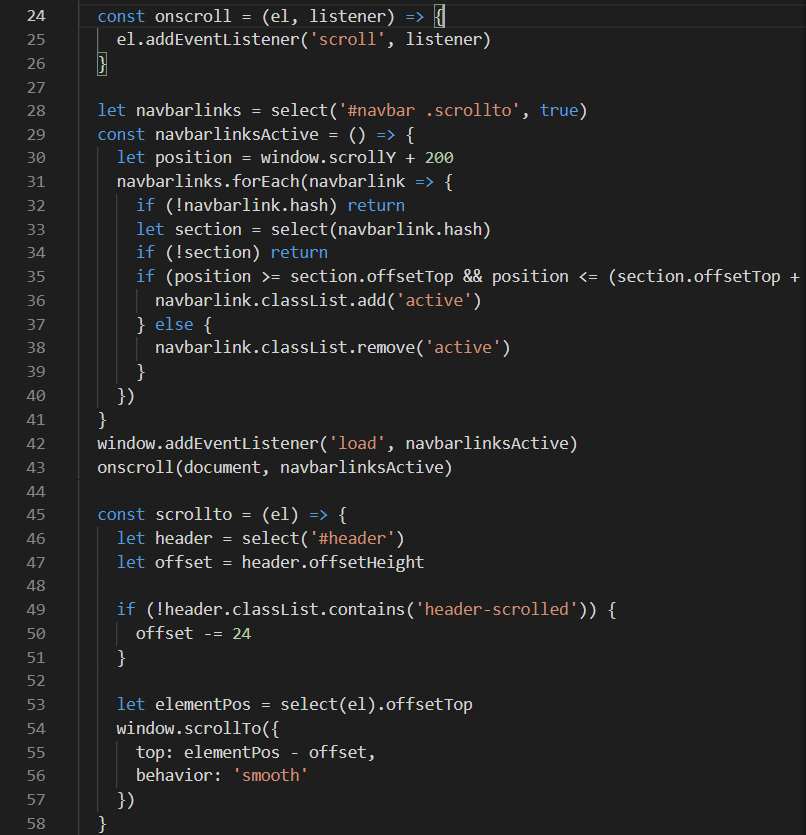 24 const onscroll = (el, listener) => {
25   el.addEventListener('scroll', listener)
26 }
27
28 let navbarlinks = select('#navbar .scrollto', true)
29 const navbarlinksActive = () => {
30   let position = window.scrollY + 200
31   navbarlinks.forEach(navbarlink => {
32     if (!navbarlink.hash) return
33     let section = select(navbarlink.hash)
34     if (!section) return
35     if (position >= section.offsetTop && position <= (section.offsetTop +
36       navbarlink.classList.add('active')
37     } else {
38       navbarlink.classList.remove('active')
39     }
40   })
41 }
42 window.addEventListener('load', navbarlinksActive)
43 onscroll(document, navbarlinksActive)
44
45 const scrollto = (el) => {
46   let header = select('#header')
47   let offset = header.offsetHeight
48
49   if (!header.classList.contains('header-scrolled')) {
50     offset -= 24
51   }
52
53   let elementPos = select(el).offsetTop
54   window.scrollTo({
55     top: elementPos - offset,
56     behavior: 'smooth'
57   })
58 }